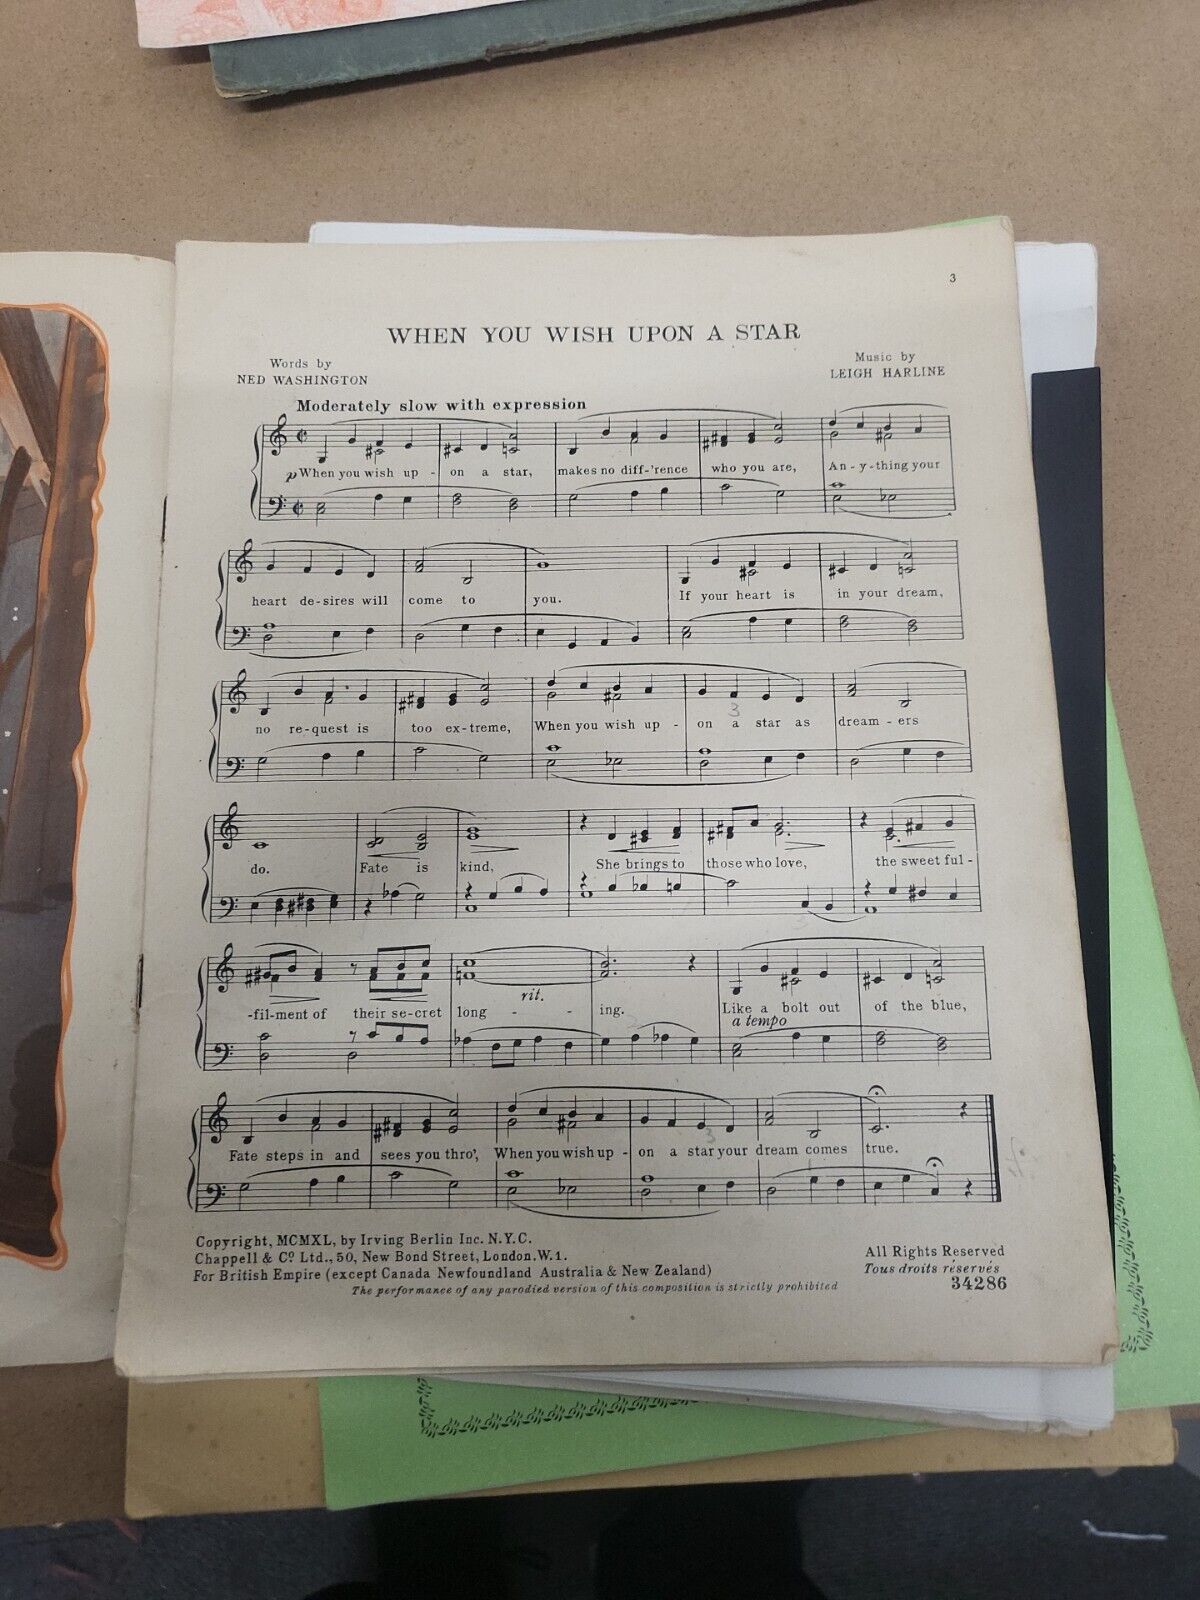 3
WHEN YOU WISH UPON A STAR
Words by
NED WASHINGTON
Music by
LEIGH HARLINE
Moderately slow with expression
p When you wish up - on a star, makes no diff-'rence who you are, An - y - thing your
heart de-sires will come to you. If your heart is in your dream,
no re-quest is too ex-treme, When you wish up - on a star as dream - ers
3
do. Fate is kind, She brings to those who love, the sweet ful -
-fil-ment of their se-cret long - - ing. Like a bolt out of the blue,
rit.
a tempo
Fate steps in and sees you thro', When you wish up - on a star your dream comes true.
3
Copyright, MCMXL, by Irving Berlin Inc. N.Y.C.
Chappell & Co Ltd., 50, New Bond Street, London. W.1.
For British Empire (except Canada Newfoundland Australia & New Zealand)
The performance of any parodied version of this composition is strictly prohibited
All Rights Reserved
Tous droits réservés
34286